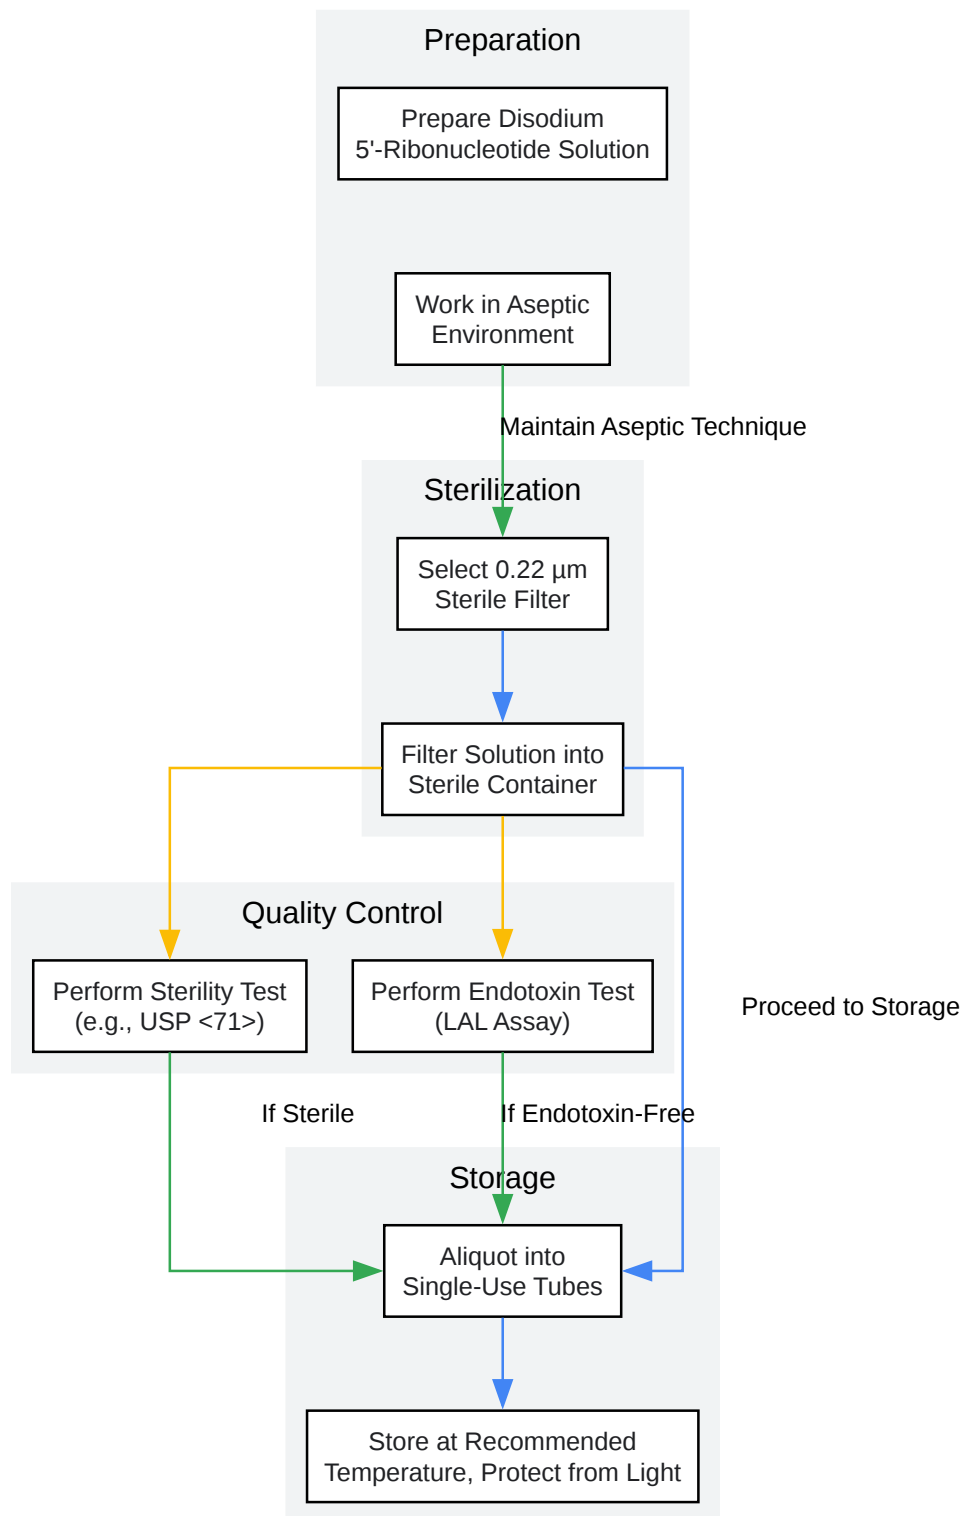 Preparation
Prepare Disodium
5'-Ribonucleotide Solution
Work in Aseptic
Environment
Maintain Aseptic Technique
Sterilization
Select 0.22 µm
Sterile Filter
Filter Solution into
Sterile Container
Quality Control
Perform Sterility Test
(e.g., USP <71>)
Perform Endotoxin Test
(LAL Assay)
Proceed to Storage
If Sterile
If Endotoxin-Free
Storage
Aliquot into
Single-Use Tubes
Store at Recommended
Temperature, Protect from Light